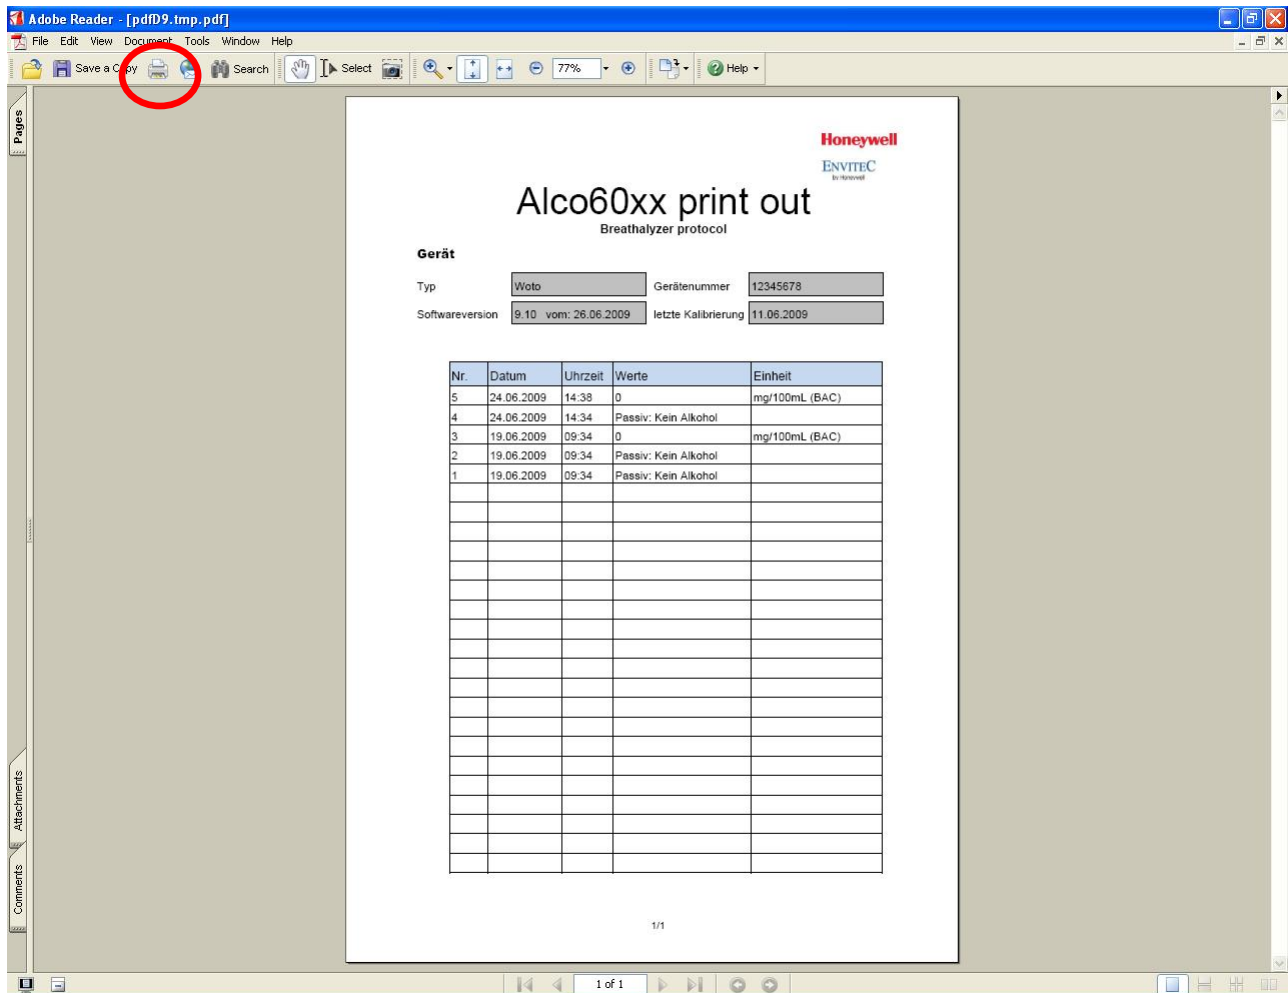 Adobe Reader - [pdfD9.tmp.pdf]
File Edit View Document Tools Window Help
Save a Copy Search Select 77% Help
Pages
Honeywell
ENVITEC
by Honeywell
Alco60xx print out
Breathalyzer protocol
Gerät
Typ Woto Gerätenummer 12345678
Softwareversion 9.10 vom: 26.06.2009 letzte Kalibrierung 11.06.2009
Nr. Datum Uhrzeit Werte Einheit
5 24.06.2009 14:38 0 mg/100mL (BAC)
4 24.06.2009 14:34 Passiv: Kein Alkohol
3 19.06.2009 09:34 0 mg/100mL (BAC)
2 19.06.2009 09:34 Passiv: Kein Alkohol
1 19.06.2009 09:34 Passiv: Kein Alkohol
Attachments
Comments
1/1
1 of 1